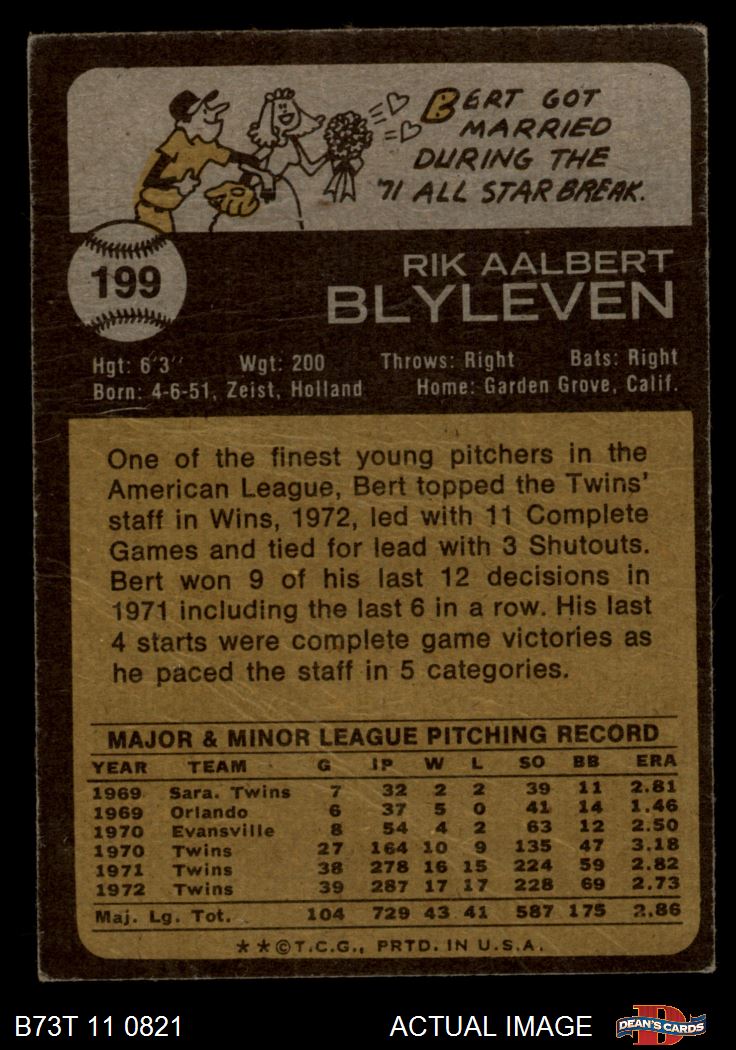 BERT GOT
MARRIED
DURING THE
'71 ALL STAR BREAK.
199
RIK AALBERT
BLYLEVEN
Hgt: 6'3" Wgt: 200 Throws: Right Bats: Right
Born: 4-6-51, Zeist, Holland Home: Garden Grove, Calif.
One of the finest young pitchers in the
American League, Bert topped the Twins'
staff in Wins, 1972, led with 11 Complete
Games and tied for lead with 3 Shutouts.
Bert won 9 of his last 12 decisions in
1971 including the last 6 in a row. His last
4 starts were complete game victories as
he paced the staff in 5 categories.
MAJOR & MINOR LEAGUE PITCHING RECORD
YEAR TEAM G IP W L SO BB ERA
1969 Sara. Twins 7 32 2 2 39 11 2.81
1969 Orlando 6 37 5 0 41 14 1.46
1970 Evansville 8 54 4 2 63 12 2.50
1970 Twins 27 164 10 9 135 47 3.18
1971 Twins 38 278 16 15 224 59 2.82
1972 Twins 39 287 17 17 228 69 2.73
Maj. Lg. Tot. 104 729 43 41 587 175 2.86
**©T.C.G., PRTD. IN U.S.A.
B73T 11 0821 ACTUAL IMAGE
D
DEAN'S CARDS